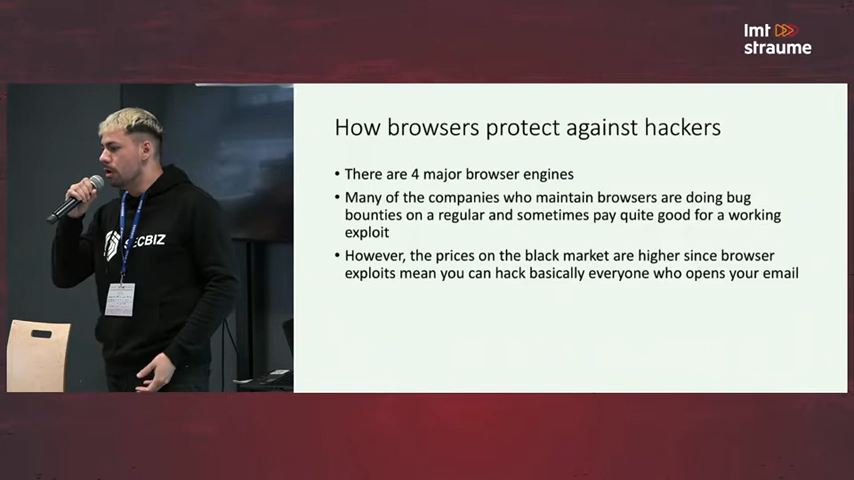 lmt
straume
How browsers protect against hackers
• There are 4 major browser engines
• Many of the companies who maintain browsers are doing bug
bounties on a regular and sometimes pay quite good for a working
exploit
• However, the prices on the black market are higher since browser
exploits mean you can hack basically everyone who opens your email
SECBIZ